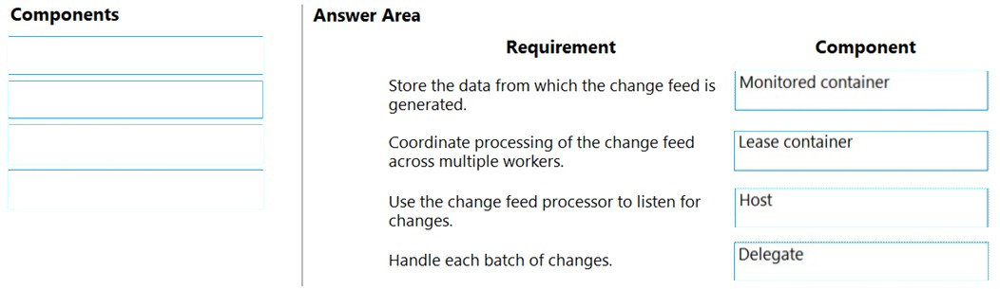 Components
Answer Area
Requirement
Component
Store the data from which the change feed is
generated.
Monitored container
Coordinate processing of the change feed
across multiple workers.
Lease container
Use the change feed processor to listen for
changes.
Host
Handle each batch of changes.
Delegate